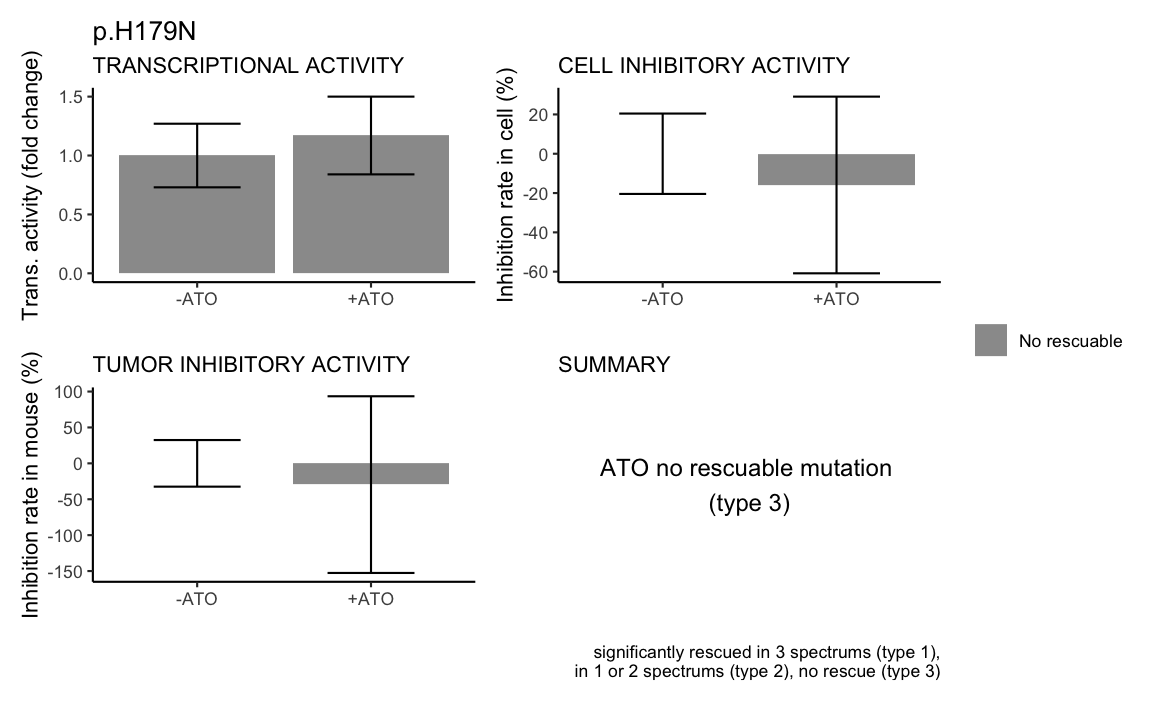 p.H179N
TRANSCRIPTIONAL ACTIVITY
Trans. activity (fold change)
1.5
1.0
0.5
0.0
-ATO
+ATO
CELL INHIBITORY ACTIVITY
Inhibition rate in cell (%)
20
0
-20
-40
-60
-ATO
+ATO
No rescuable
TUMOR INHIBITORY ACTIVITY
Inhibition rate in mouse (%)
100
50
0
-50
-100
-150
-ATO
+ATO
SUMMARY
ATO no rescuable mutation
(type 3)
significantly rescued in 3 spectrums (type 1),
in 1 or 2 spectrums (type 2), no rescue (type 3)